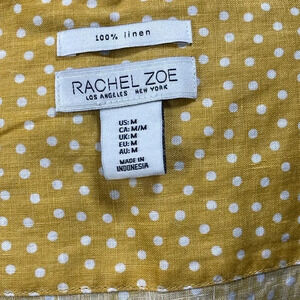 100% linen
RACHEL ZOE
LOS ANGELES NEW YORK
US: M
CA: M/M
UK: M
EU: M
AU: M
MADE IN
INDONESIA